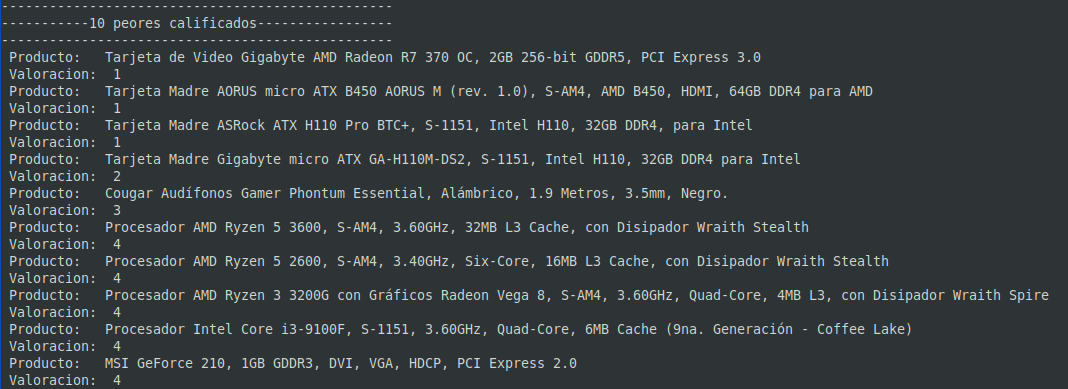 -------------------------------------------------
-----------10 peores calificados-----------------
-------------------------------------------------
Producto:   Tarjeta de Video Gigabyte AMD Radeon R7 370 OC, 2GB 256-bit GDDR5, PCI Express 3.0
Valoracion:  1
Producto:   Tarjeta Madre AORUS micro ATX B450 AORUS M (rev. 1.0), S-AM4, AMD B450, HDMI, 64GB DDR4 para AMD
Valoracion:  1
Producto:   Tarjeta Madre ASRock ATX H110 Pro BTC+, S-1151, Intel H110, 32GB DDR4, para Intel
Valoracion:  1
Producto:   Tarjeta Madre Gigabyte micro ATX GA-H110M-DS2, S-1151, Intel H110, 32GB DDR4 para Intel
Valoracion:  2
Producto:   Cougar Audífonos Gamer Phontum Essential, Alámbrico, 1.9 Metros, 3.5mm, Negro.
Valoracion:  3
Producto:   Procesador AMD Ryzen 5 3600, S-AM4, 3.60GHz, 32MB L3 Cache, con Disipador Wraith Stealth
Valoracion:  4
Producto:   Procesador AMD Ryzen 5 2600, S-AM4, 3.40GHz, Six-Core, 16MB L3 Cache, con Disipador Wraith Stealth
Valoracion:  4
Producto:   Procesador AMD Ryzen 3 3200G con Gráficos Radeon Vega 8, S-AM4, 3.60GHz, Quad-Core, 4MB L3, con Disipador Wraith Spire
Valoracion:  4
Producto:   Procesador Intel Core i3-9100F, S-1151, 3.60GHz, Quad-Core, 6MB Cache (9na. Generación - Coffee Lake)
Valoracion:  4
Producto:   MSI GeForce 210, 1GB GDDR3, DVI, VGA, HDCP, PCI Express 2.0
Valoracion:  4